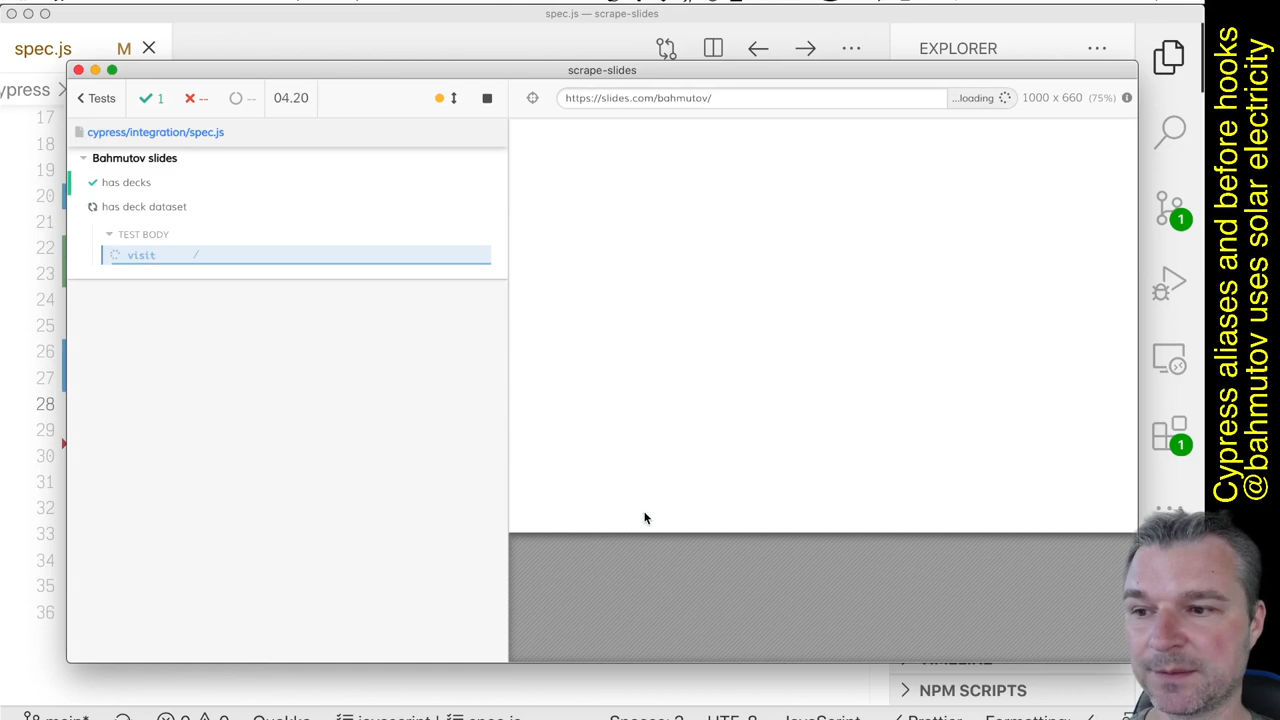 spec.js — scrape-slides
spec.js M
EXPLORER
ypress
scrape-slides
Tests 1 -- -- 04.20
https://slides.com/bahmutov/ ...loading 1000 x 660 (75%)
cypress/integration/spec.js
Bahmutov slides
has decks
has deck dataset
TEST BODY
visit /
17
18
19
20
21
22
23
24
25
26
27
28
29
30
31
32
33
34
35
36
1
1
NPM SCRIPTS
Cypress aliases and before hooks
@bahmutov uses solar electricity